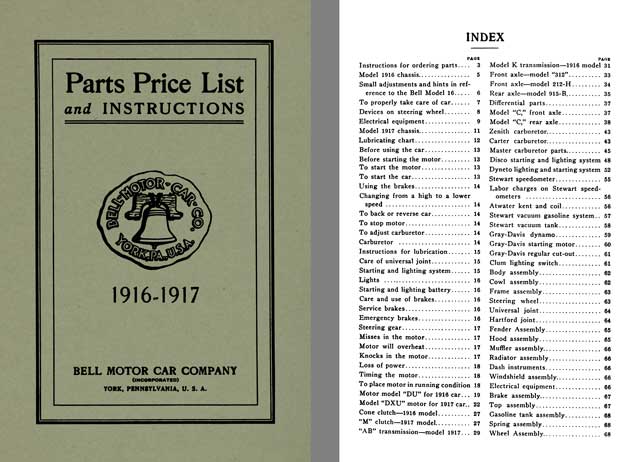 Parts Price List
and INSTRUCTIONS
BELL·MOTOR·CAR·CO.
YORK, PA. U.S.A.
1916-1917
BELL MOTOR CAR COMPANY
(INCORPORATED)
YORK, PENNSYLVANIA, U. S. A.
INDEX
PAGE
Instructions for ordering parts.... 3
Model 1916 chassis............... 5
Small adjustments and hints in ref-
erence to the Bell Model 16..... 6
To properly take care of car...... 7
Devices on steering wheel........ 8
Electrical equipment............. 9
Model 1917 chassis............... 11
Lubricating chart................ 12
Before using the car............. 13
Before starting the motor........ 13
To start the motor............... 13
To start the car................. 13
Using the brakes................. 14
Changing from a high to a lower
speed ......................... 14
To back or reverse car........... 14
To stop motor.................... 14
To adjust carburetor............. 14
Carburetor ...................... 14
Instructions for lubrication..... 15
Care of universal joint.......... 15
Starting and lighting system..... 15
Lights .......................... 16
Starting and lighting battery.... 16
Care and use of brakes........... 16
Service brakes................... 16
Emergency brakes................. 16
Steering gear.................... 17
Misses in the motor.............. 17
Motor will overheat.............. 17
Knocks in the motor.............. 17
Loss of power.................... 18
Timing the motor................. 18
To place motor in running condition 18
Motor model "DU" for 1916 car... 19
Model "DXU" motor for 1917 car.. 22
Cone clutch—1916 model.......... 27
"M" clutch—1917 model........... 27
"AB" transmission—model 1917... 29
PAGE
Model K transmission—1916 model 31
Front axle—model "312"......... 33
Front axle—model 212-H......... 34
Rear axle—model 915-B.......... 35
Differential parts.............. 37
Model "C," front axle........... 37
Model "C," rear axle............ 38
Zenith carburetor............... 43
Carter carburetor............... 43
Master carburetor parts......... 45
Disco starting and lighting system 48
Dyneto lighting and starting system 52
Stewart speedometer............. 55
Labor charges on Stewart speed-
ometers ...................... 56
Atwater kent and coil........... 56
Stewart vacuum gasoline system.. 57
Stewart vacuum tank............. 58
Gray-Davis dynamo............... 59
Gray-Davis starting motor....... 60
Gray-Davis regular cut-out...... 61
Clum lighting switch............ 61
Body assembly................... 62
Cowl assembly................... 62
Frame assembly.................. 62
Steering wheel.................. 63
Universal joint................. 64
Hartford joint.................. 64
Fender Assembly................. 65
Hood assembly................... 65
Muffler assembly................ 66
Radiator assembly............... 66
Dash instruments................ 66
Windshield assembly............. 66
Electrical equipment............ 66
Brake assembly.................. 67
Top assembly.................... 67
Gasoline tank assembly.......... 68
Spring assembly................. 68
Wheel Assembly.................. 68